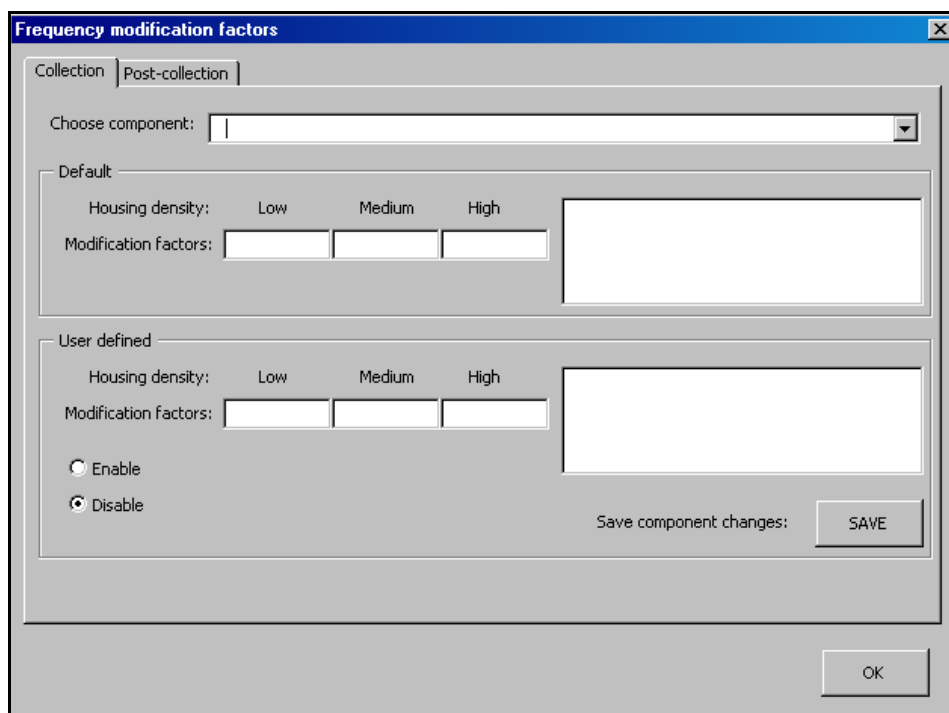 Frequency modification factors
Collection Post-collection
Choose component:
Default
Housing density: Low Medium High
Modification factors:
User defined
Housing density: Low Medium High
Modification factors:
Enable
Disable
Save component changes: SAVE
OK